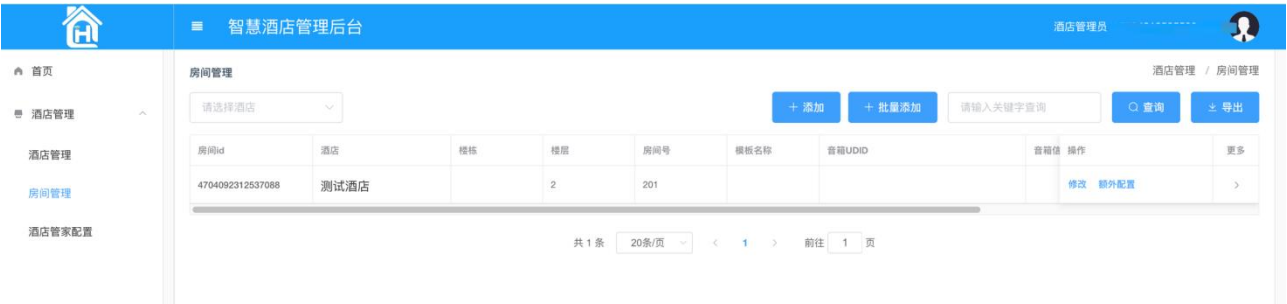 智慧酒店管理后台
酒店管理员
首页
酒店管理
酒店管理
房间管理
酒店管家配置
房间管理
酒店管理 / 房间管理
请选择酒店
+ 添加
+ 批量添加
请输入关键字查询
查询
导出
房间id 酒店 楼栋 楼层 房间号 模板名称 音箱UDID 音箱信 操作 更多
4704092312537088 测试酒店 2 201 修改 额外配置 >
共 1 条 20条/页 < 1 > 前往 1 页